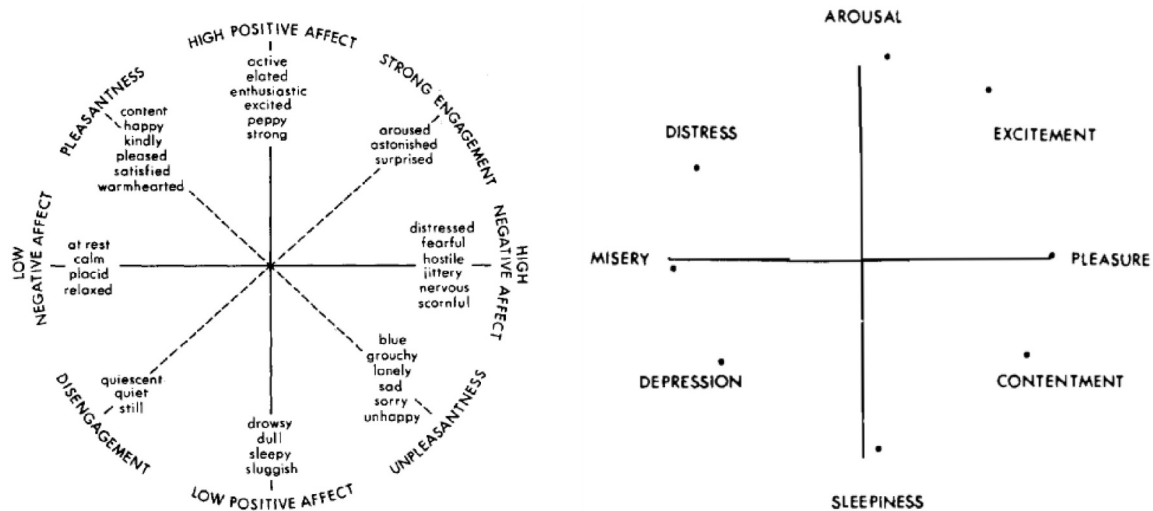 HIGH POSITIVE AFFECT
active
elated
enthusiastic
excited
peppy
strong
STRONG ENGAGEMENT
aroused
astonished
surprised
PLEASANTNESS
content
happy
kindly
pleased
satisfied
warmhearted
LOW
NEGATIVE AFFECT
at rest
calm
placid
relaxed
HIGH
NEGATIVE AFFECT
distressed
fearful
hostile
jittery
nervous
scornful
DISENGAGEMENT
quiescent
quiet
still
UNPLEASANTNESS
blue
grouchy
lonely
sad
sorry
unhappy
drowsy
dull
sleepy
sluggish
LOW POSITIVE AFFECT
AROUSAL
DISTRESS
EXCITEMENT
MISERY
PLEASURE
DEPRESSION
CONTENTMENT
SLEEPINESS